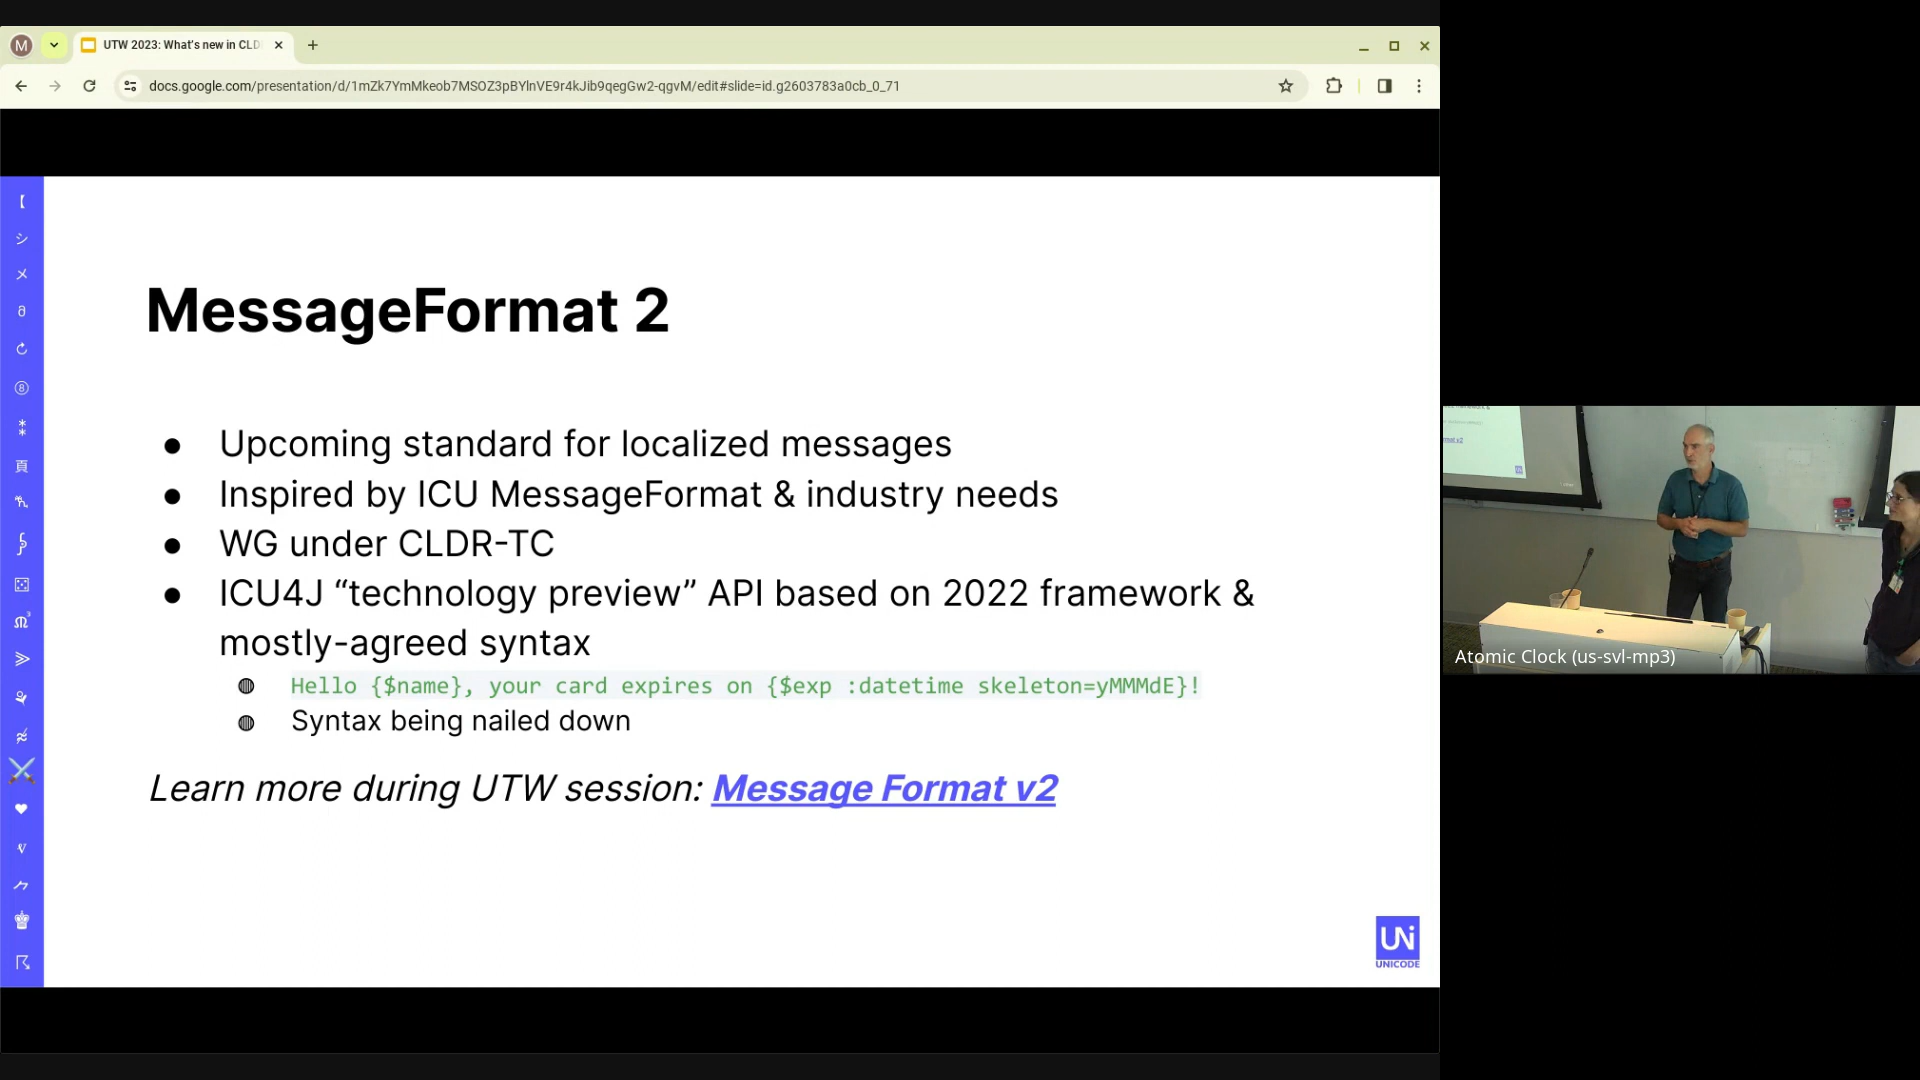 M
UTW 2023: What's new in CLD
docs.google.com/presentation/d/1mZk7YmMkeob7MSOZ3pBYlnVE9r4kJib9qegGw2-qgvM/edit#slide=id.g2603783a0cb_0_71
MessageFormat 2
● Upcoming standard for localized messages
● Inspired by ICU MessageFormat & industry needs
● WG under CLDR-TC
● ICU4J “technology preview” API based on 2022 framework &
mostly-agreed syntax
Hello {$name}, your card expires on {$exp :datetime skeleton=yMMMdE}!
Syntax being nailed down
Learn more during UTW session: Message Format v2
UNi
UNICODE
Atomic Clock (us-svl-mp3)